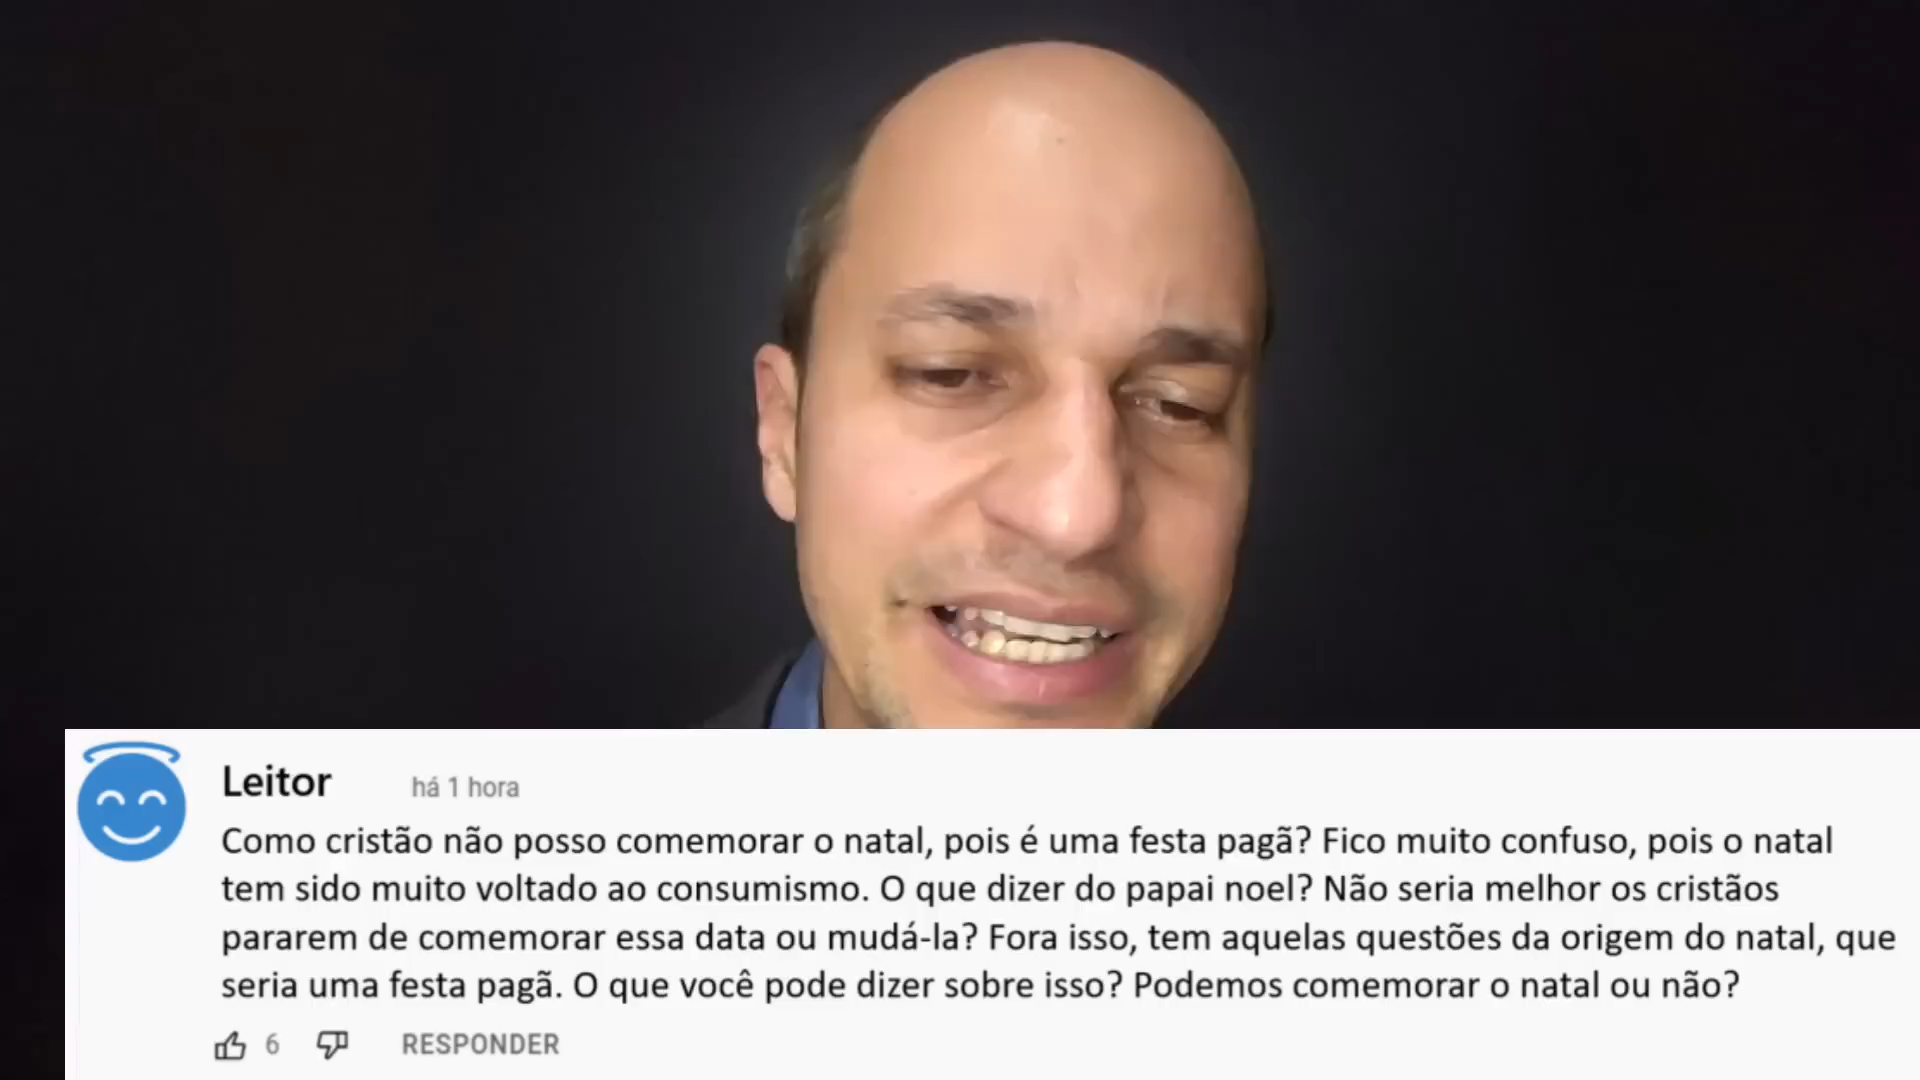 Leitor há 1 hora
Como cristão não posso comemorar o natal, pois é uma festa pagã? Fico muito confuso, pois o natal
tem sido muito voltado ao consumismo. O que dizer do papai noel? Não seria melhor os cristãos
pararem de comemorar essa data ou mudá-la? Fora isso, tem aquelas questões da origem do natal, que
seria uma festa pagã. O que você pode dizer sobre isso? Podemos comemorar o natal ou não?
6 RESPONDER